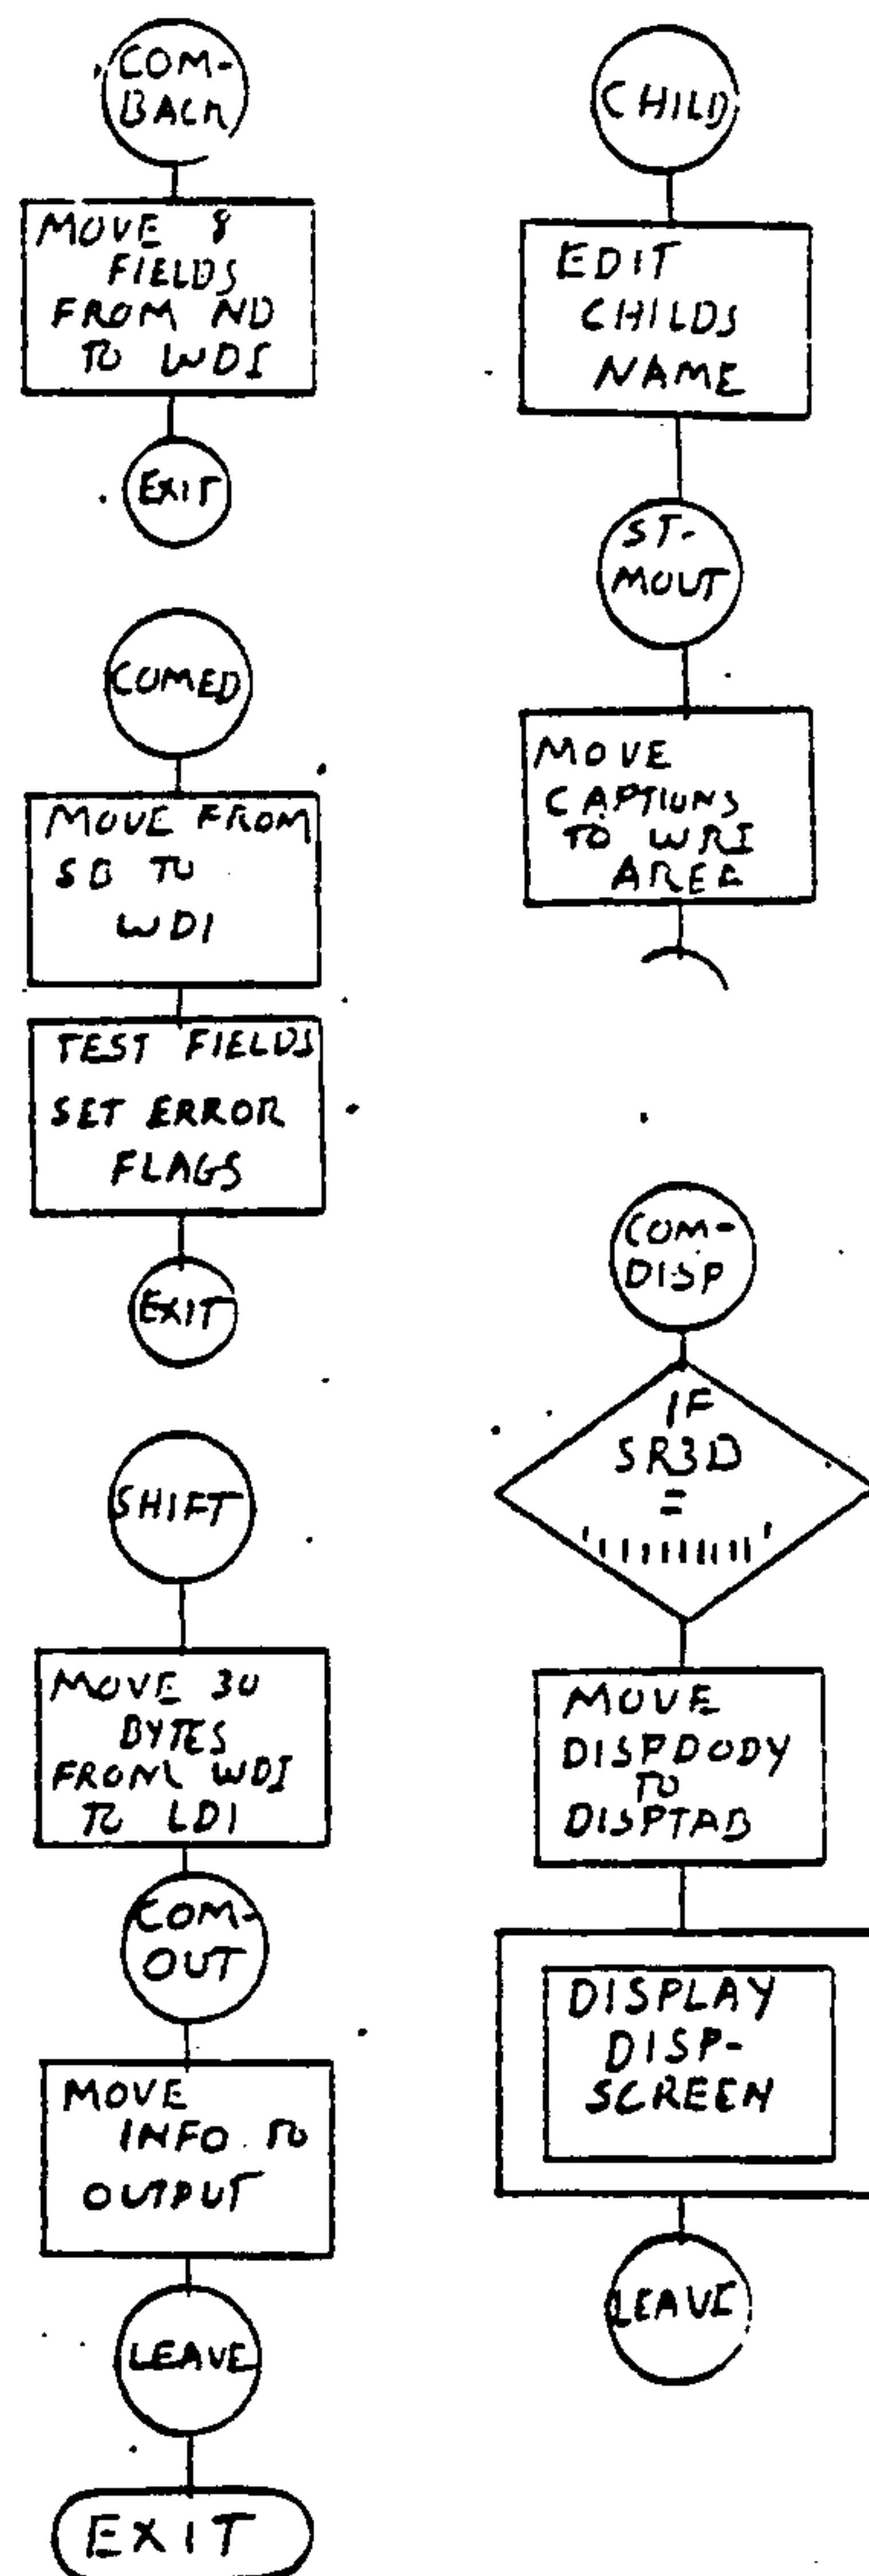 COM-
BACK
MOVE 8
FIELDS
FROM ND
TO WDI
EXIT
COMED
MOVE FROM
SB TO
WDI
TEST FIELDS
SET ERROR
FLAGS
EXIT
SHIFT
MOVE 30
BYTES
FROM WDI
TO LDI
COM-
OUT
MOVE
INFO TO
OUTPUT
LEAVE
EXIT
CHILD
EDIT
CHILDS
NAME
ST-
MOUT
MOVE
CAPTIONS
TO WRI
AREA
COM-
DISP
IF
SR3D
=
MOVE
DISPBODY
TO
DISPTAB
DISPLAY
DISP-
SCREEN
LEAVE